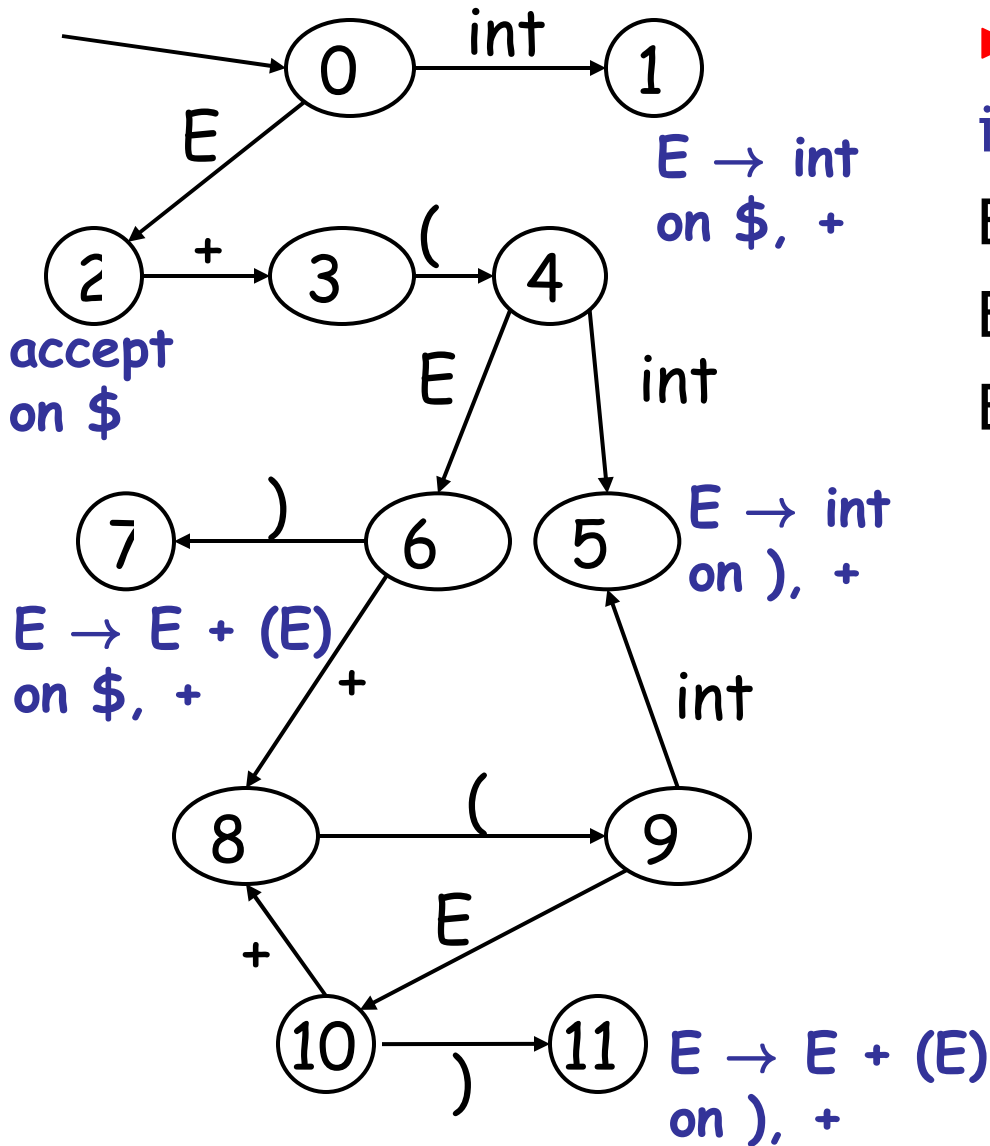 0
int
1
E
E → int
on $, +
2
+
3
(
4
accept
on $
E
int
7
)
6
5
E → int
on ), +
E → E + (E)
on $, +
+
int
8
(
9
E
+
10
)
11
E → E + (E)
on ), +